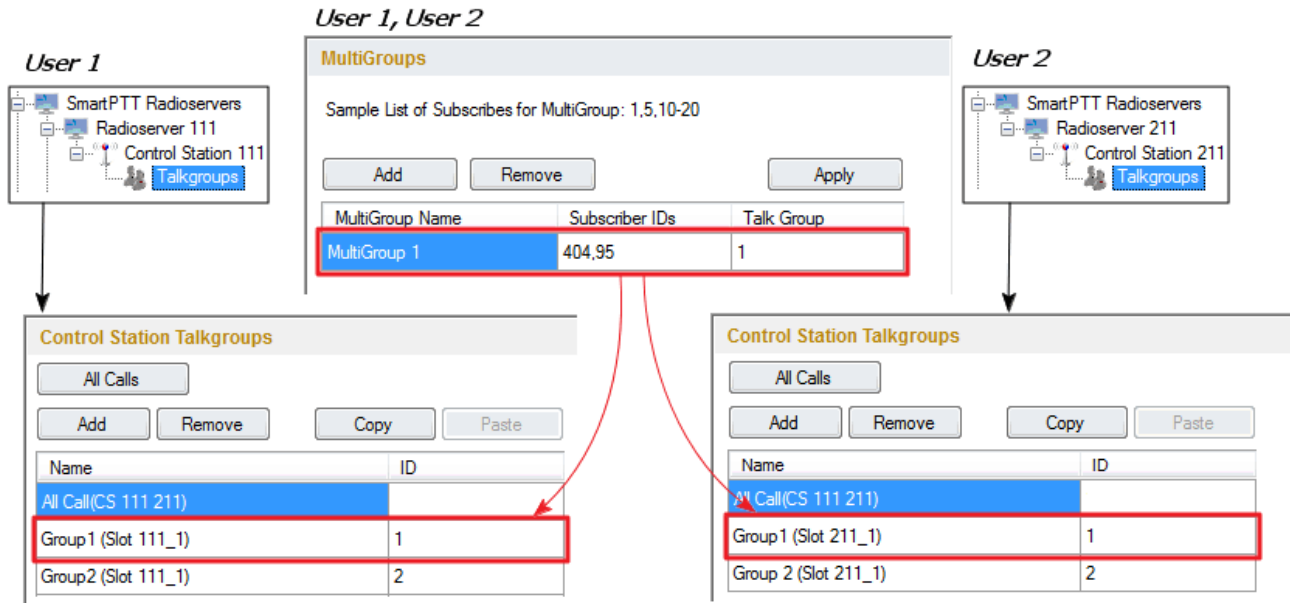 User 1, User 2
User 1
SmartPTT Radioservers
Radioserver 111
Control Station 111
Talkgroups
MultiGroups
Sample List of Subscribes for MultiGroup: 1,5,10-20
Add Remove Apply
MultiGroup Name Subscriber IDs Talk Group
MultiGroup 1 404,95 1
User 2
SmartPTT Radioservers
Radioserver 211
Control Station 211
Talkgroups
Control Station Talkgroups
All Calls
Add Remove Copy Paste
Name ID
All Call(CS 111 211)
Group1 (Slot 111_1) 1
Group2 (Slot 111_1) 2
Control Station Talkgroups
All Calls
Add Remove Copy Paste
Name ID
All Call(CS 111 211)
Group1 (Slot 211_1) 1
Group 2 (Slot 211_1) 2